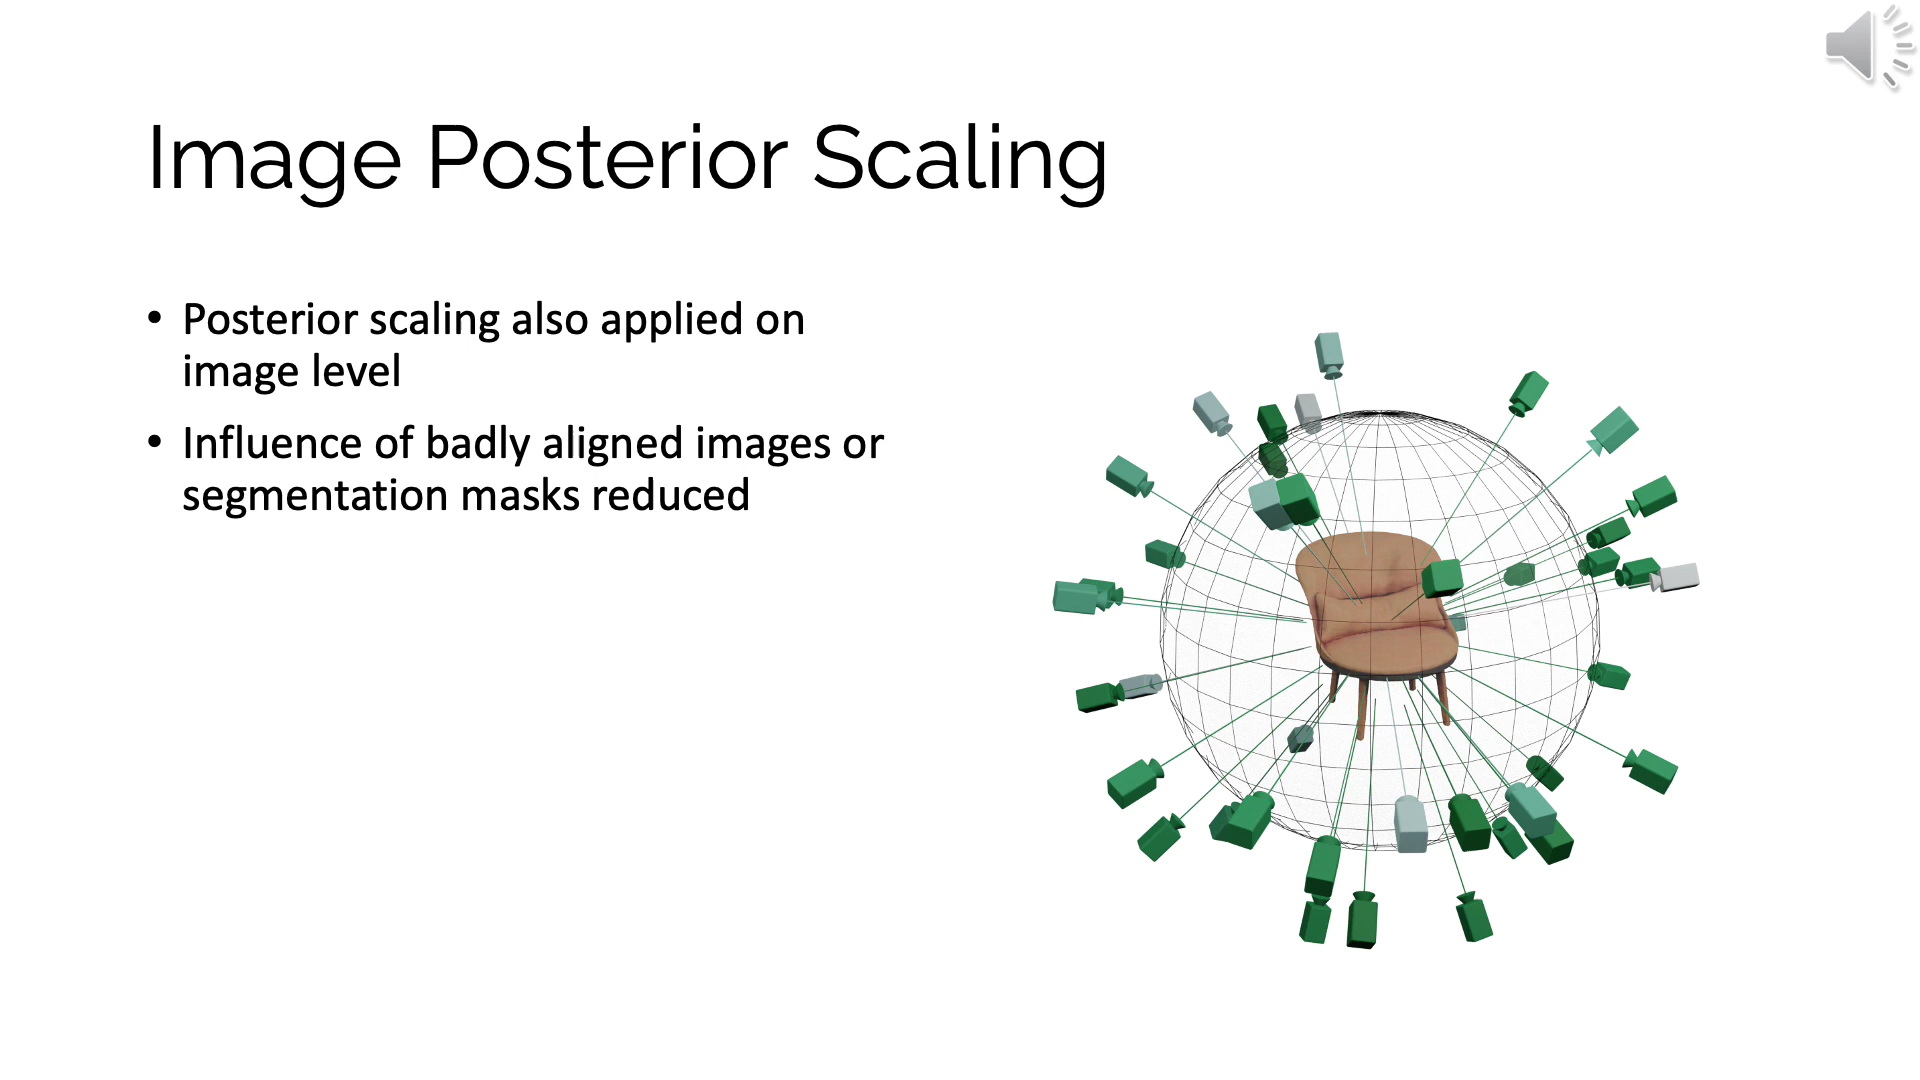 Image Posterior Scaling
• Posterior scaling also applied on
image level
• Influence of badly aligned images or
segmentation masks reduced